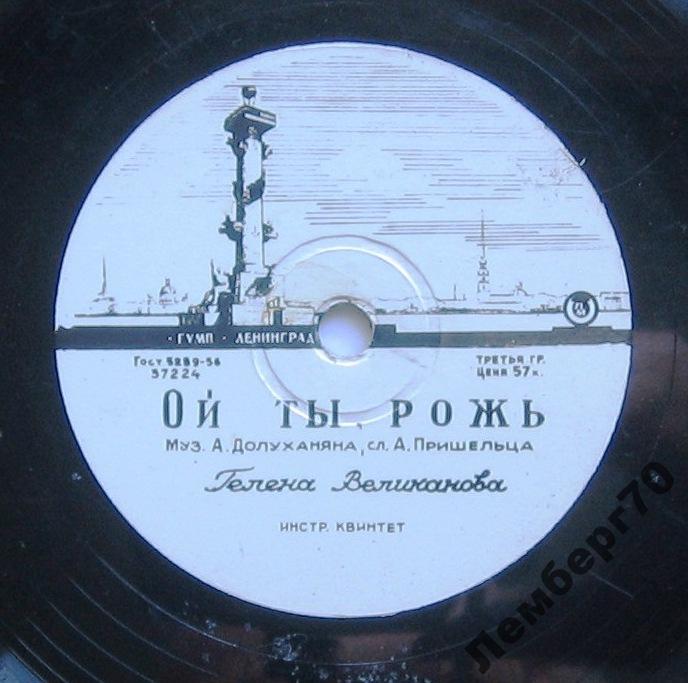 · ГУМП · ЛЕНИНГРАД
ГОСТ 5289-56
37224
ТРЕТЬЯ ГР.
ЦЕНА 57к.
ОЙ ТЫ, РОЖЬ
МУЗ. А. ДОЛУХАНЯНА, СЛ. А. ПРИШЕЛЬЦА
Гелена Великанова
ИНСТР. КВИНТЕТ
Лемберг70